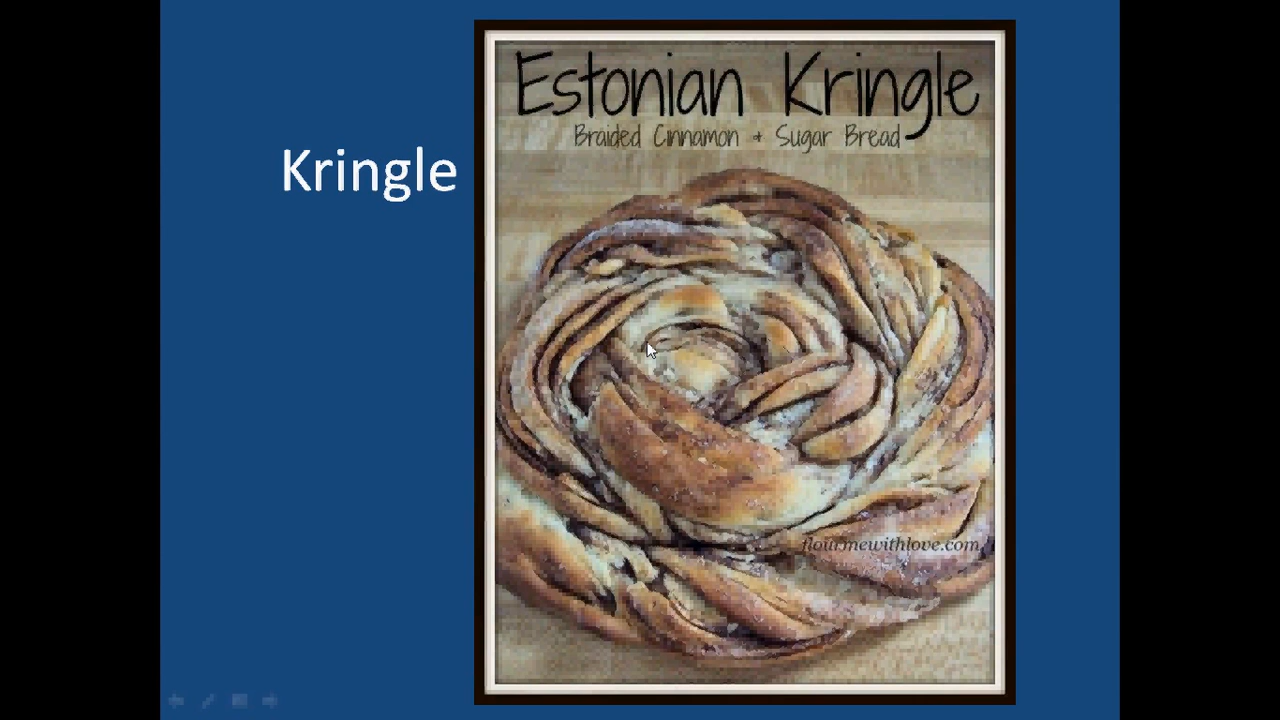 Kringle
Estonian Kringle
Braided Cinnamon + Sugar Bread
flourmewithlove.com